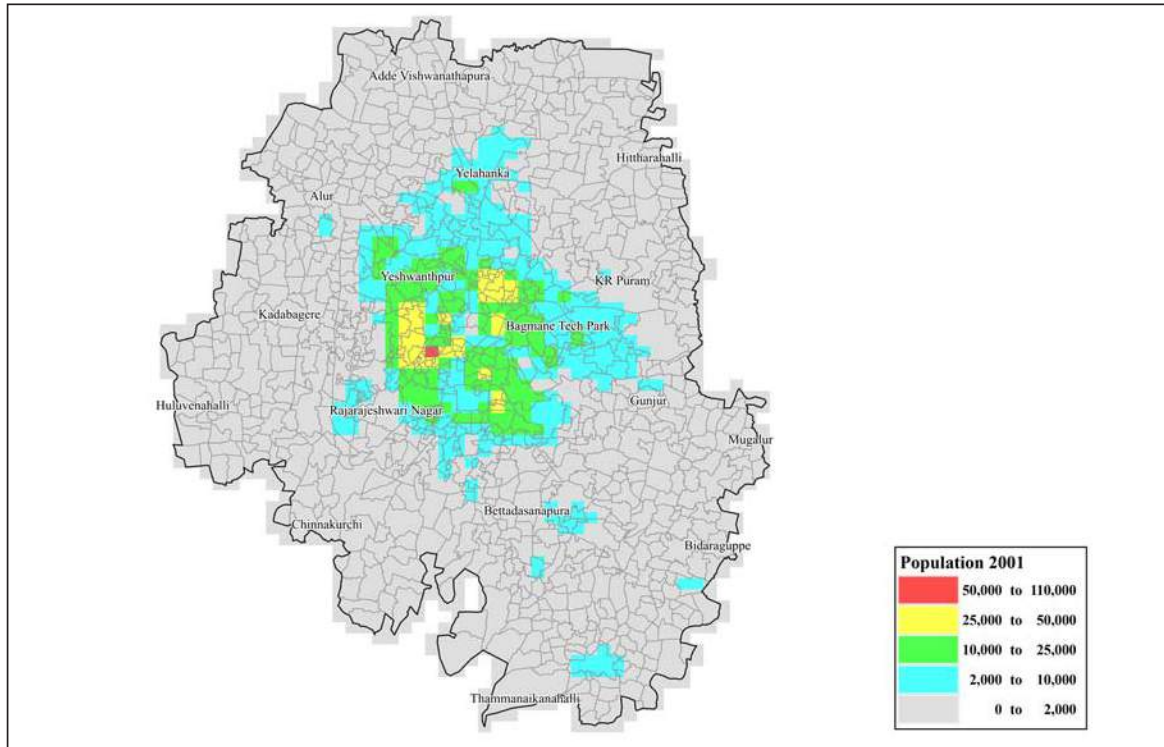 Adde Vishwanathapura
Hittharahalli
Yelahanka
Alur
Yeshwanthpur
KR Puram
Kadabagere
Bagmane Tech Park
Huluvenahalli
Rajarajeshwari Nagar
Gunjur
Mugalur
Bettadasanapura
Chinnakurchi
Bidaraguppe
Thammanaikanahalli
Population 2001
50,000 to 110,000
25,000 to 50,000
10,000 to 25,000
2,000 to 10,000
0 to 2,000